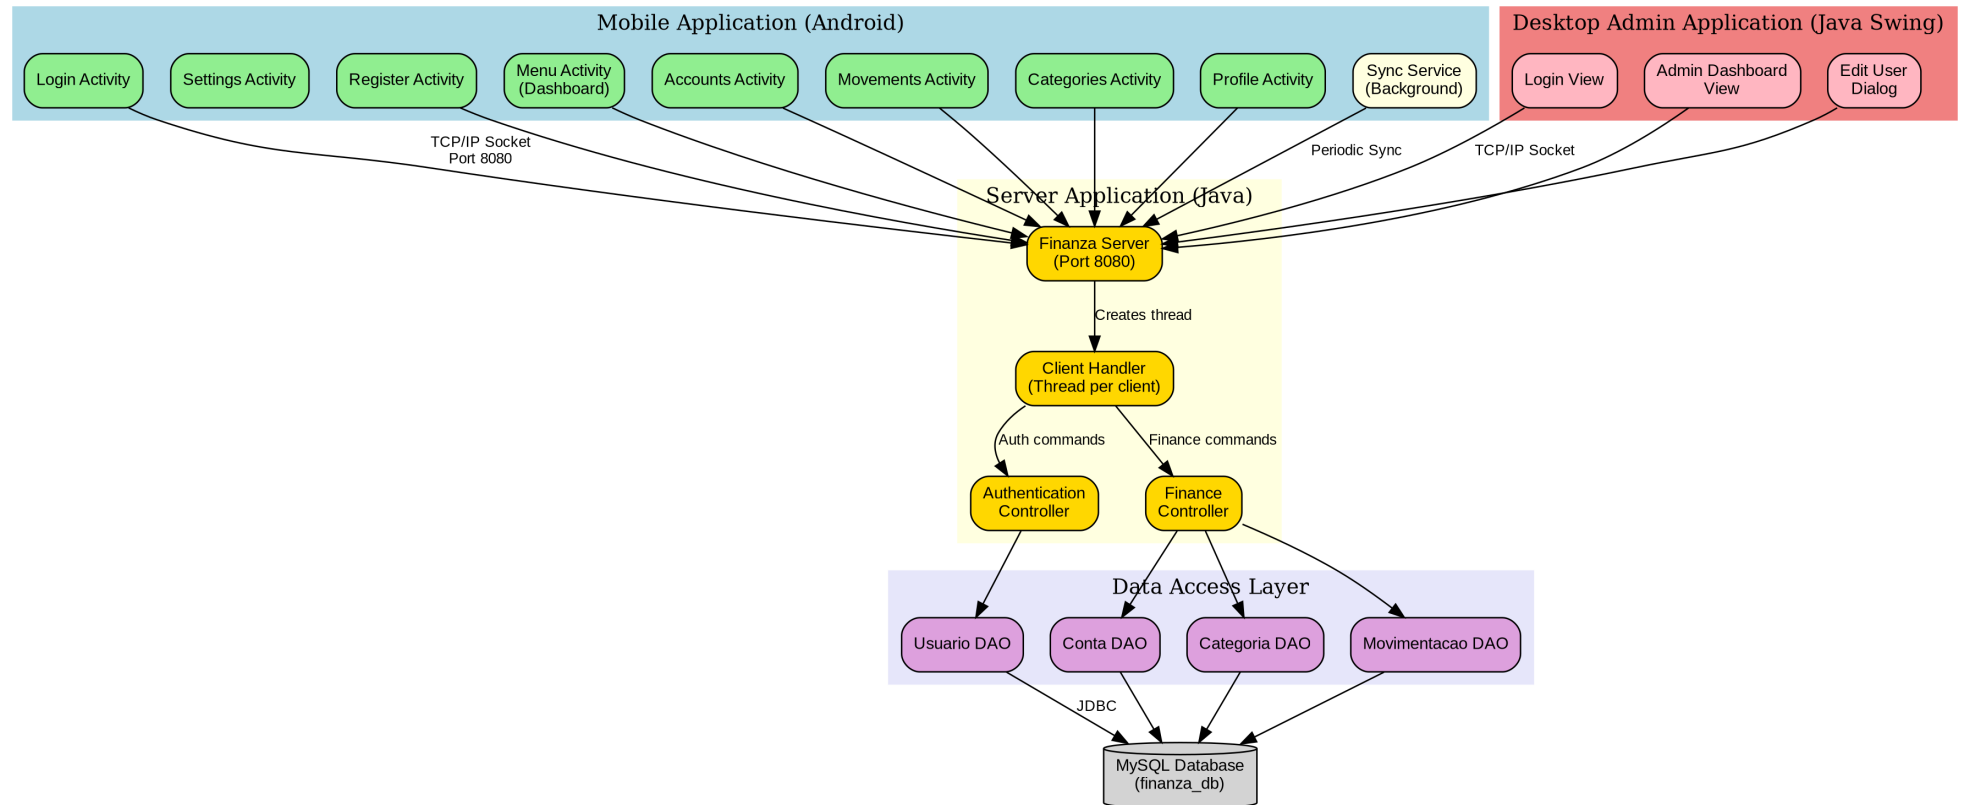 Mobile Application (Android)
Desktop Admin Application (Java Swing)
Login Activity
Settings Activity
Register Activity
Menu Activity
(Dashboard)
Accounts Activity
Movements Activity
Categories Activity
Profile Activity
Sync Service
(Background)
Login View
Admin Dashboard
View
Edit User
Dialog
TCP/IP Socket
Port 8080
Periodic Sync
TCP/IP Socket
Server Application (Java)
Finanza Server
(Port 8080)
Creates thread
Client Handler
(Thread per client)
Auth commands
Finance commands
Authentication
Controller
Finance
Controller
Data Access Layer
Usuario DAO
Conta DAO
Categoria DAO
Movimentacao DAO
JDBC
MySQL Database
(finanza_db)